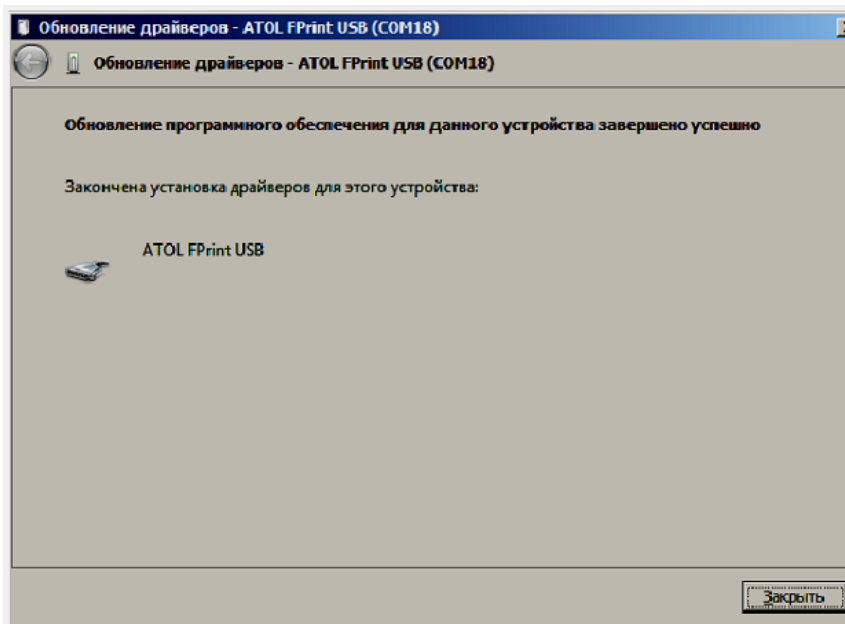 Обновление драйверов - ATOL FPrint USB (COM18)
Обновление драйверов - ATOL FPrint USB (COM18)
Обновление программного обеспечения для данного устройства завершено успешно
Закончена установка драйверов для этого устройства:
ATOL FPrint USB
Закрыть